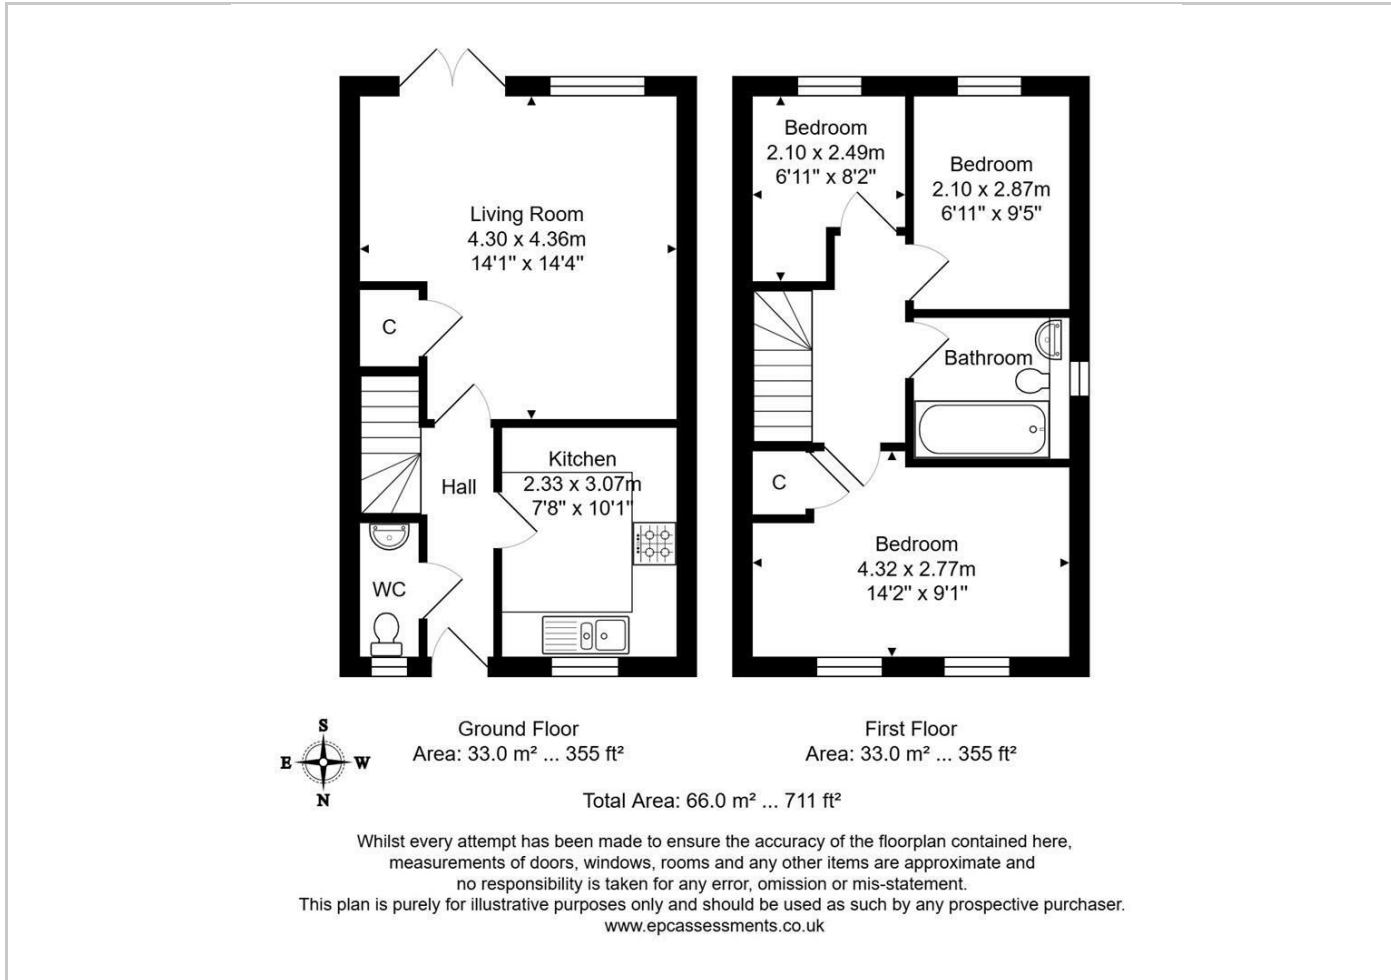 Living Room
4.30 x 4.36m
14'1" x 14'4"
C
Hall
Kitchen
2.33 x 3.07m
7'8" x 10'1"
WC
Bedroom
2.10 x 2.49m
6'11" x 8'2"
Bedroom
2.10 x 2.87m
6'11" x 9'5"
Bathroom
C
Bedroom
4.32 x 2.77m
14'2" x 9'1"
S
E
W
N
Ground Floor
Area: 33.0 m² ... 355 ft²
First Floor
Area: 33.0 m² ... 355 ft²
Total Area: 66.0 m² ... 711 ft²
Whilst every attempt has been made to ensure the accuracy of the floorplan contained here,
measurements of doors, windows, rooms and any other items are approximate and
no responsibility is taken for any error, omission or mis-statement.
This plan is purely for illustrative purposes only and should be used as such by any prospective purchaser.
www.epcassessments.co.uk